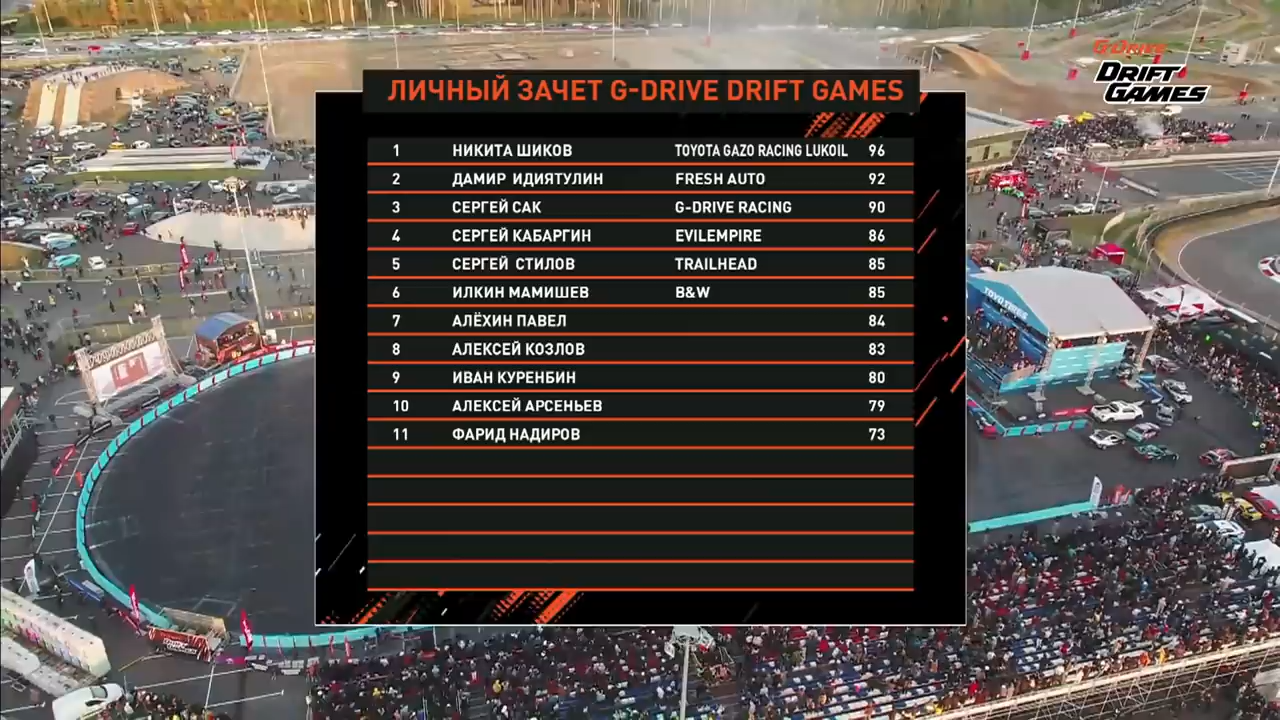 G-Drive
DRIFT
GAMES
ЛИЧНЫЙ ЗАЧЕТ G-DRIVE DRIFT GAMES
1 НИКИТА ШИКОВ TOYOTA GAZO RACING LUKOIL 96
2 ДАМИР ИДИЯТУЛИН FRESH AUTO 92
3 СЕРГЕЙ САК G-DRIVE RACING 90
4 СЕРГЕЙ КАБАРГИН EVILEMPIRE 86
5 СЕРГЕЙ СТИЛОВ TRAILHEAD 85
6 ИЛКИН МАМИШЕВ B&W 85
7 АЛЁХИН ПАВЕЛ 84
8 АЛЕКСЕЙ КОЗЛОВ 83
9 ИВАН КУРЕНБИН 80
10 АЛЕКСЕЙ АРСЕНЬЕВ 79
11 ФАРИД НАДИРОВ 73
TOYO TIRES